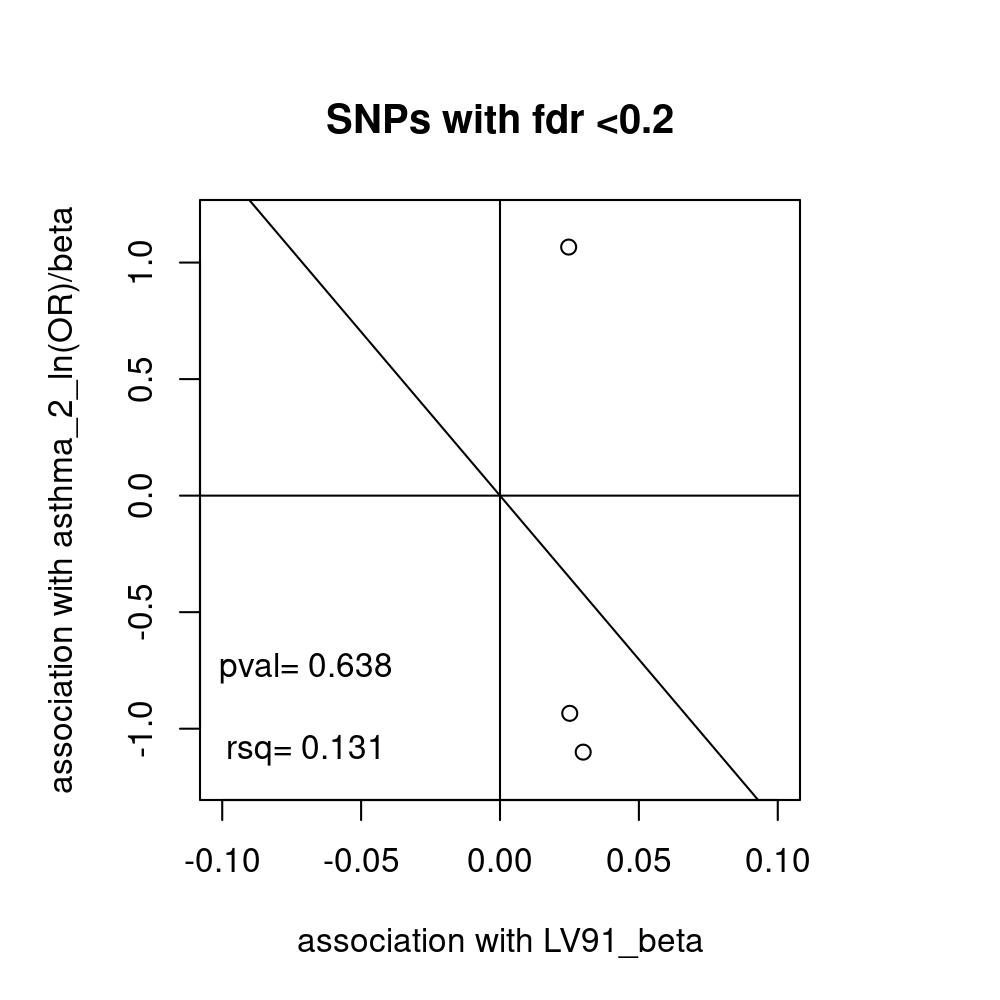 SNPs with fdr <0.2
association with asthma_2_ln(OR)/beta
1.0
0.5
0.0
-0.5
-1.0
pval= 0.638
rsq= 0.131
-0.10 -0.05 0.00 0.05 0.10
association with LV91_beta